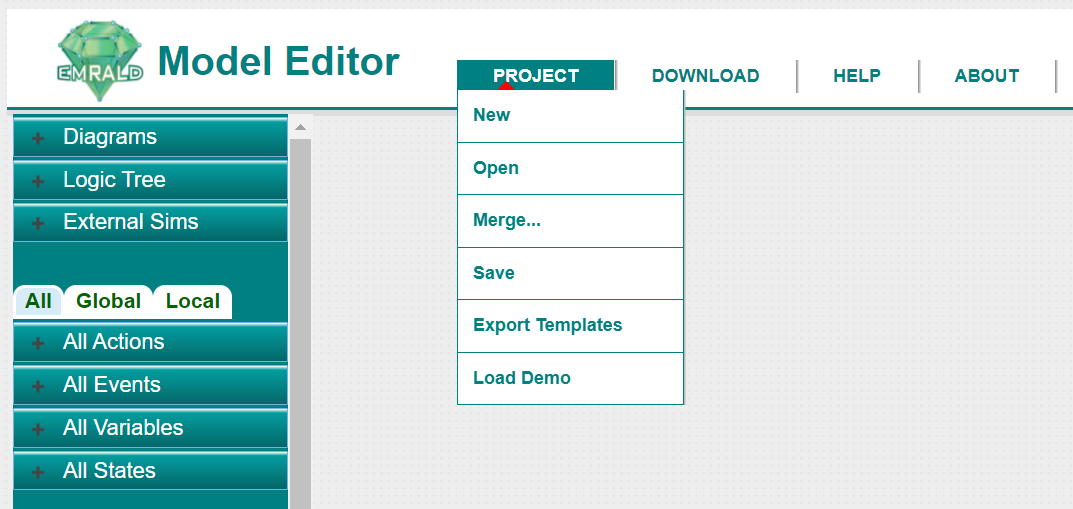 EMRALD
Model Editor
PROJECT
DOWNLOAD
HELP
ABOUT
New
Open
Merge...
Save
Export Templates
Load Demo
Diagrams
Logic Tree
External Sims
All Global Local
All Actions
All Events
All Variables
All States